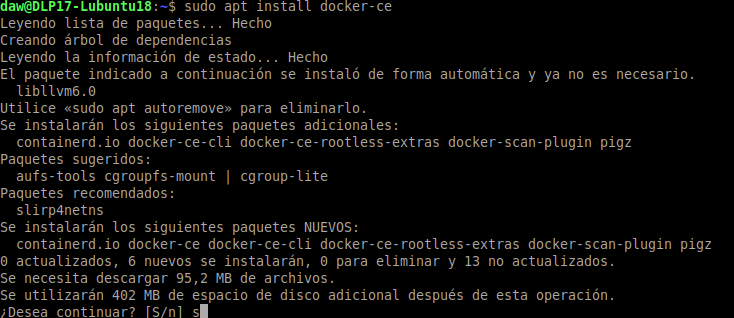 daw@DLP17-Lubuntu18:~$ sudo apt install docker-ce
Leyendo lista de paquetes... Hecho
Creando árbol de dependencias
Leyendo la información de estado... Hecho
El paquete indicado a continuación se instaló de forma automática y ya no es necesario.
  libllvm6.0
Utilice «sudo apt autoremove» para eliminarlo.
Se instalarán los siguientes paquetes adicionales:
  containerd.io docker-ce-cli docker-ce-rootless-extras docker-scan-plugin pigz
Paquetes sugeridos:
  aufs-tools cgroupfs-mount | cgroup-lite
Paquetes recomendados:
  slirp4netns
Se instalarán los siguientes paquetes NUEVOS:
  containerd.io docker-ce docker-ce-cli docker-ce-rootless-extras docker-scan-plugin pigz
0 actualizados, 6 nuevos se instalarán, 0 para eliminar y 13 no actualizados.
Se necesita descargar 95,2 MB de archivos.
Se utilizarán 402 MB de espacio de disco adicional después de esta operación.
¿Desea continuar? [S/n] s